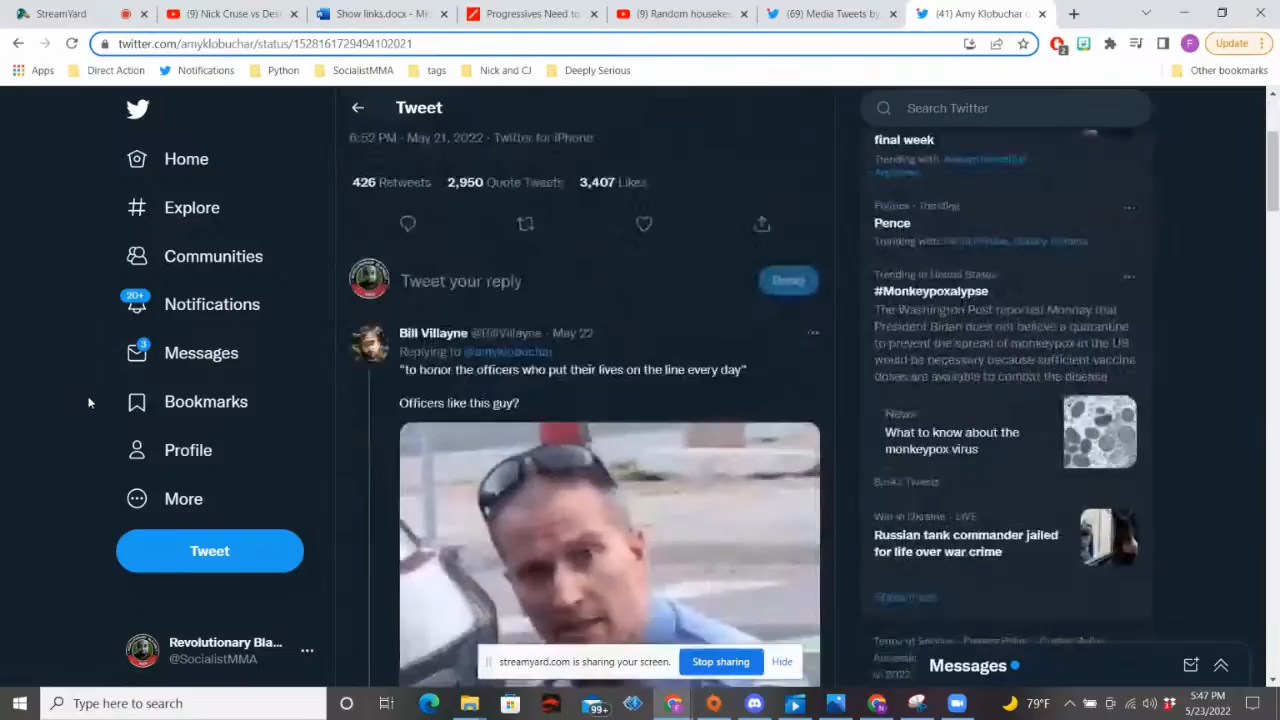 StreamYard
(9) Nick Cruse vs Des
Show links.docx - Mic
Progressives Need to
(9) Random housekee
(69) Media Tweets by
(41) Amy Klobuchar o
twitter.com/amyklobuchar/status/1528161729494102021
2
F
Update
Apps
Direct Action
Notifications
Python
SocialistMMA
tags
Nick and CJ
Deeply Serious
Other bookmarks
Home
Explore
Communities
20+
Notifications
3
Messages
Bookmarks
Profile
More
Tweet
Revolutionary Bla...
@SocialistMMA
Tweet
6:52 PM · May 21, 2022 · Twitter for iPhone
426 Retweets 2,950 Quote Tweets 3,407 Likes
Tweet your reply
Reply
Bill Villayne @BillVillayne · May 22
Replying to @amyklobuchar
"to honor the officers who put their lives on the line every day"
Officers like this guy?
Search Twitter
final week
Trending with
Politics · Trending
Pence
Trending with
Trending in United States
#Monkeypoxalypse
The Washington Post reported Monday that
President Biden does not believe a quarantine
to prevent the spread of monkeypox in the US
would be necessary because sufficient vaccine
doses are available to combat the disease
News
What to know about the
monkeypox virus
War in Ukraine · LIVE
Russian tank commander jailed
for life over war crime
Show more
Messages
streamyard.com is sharing your screen.
Stop sharing
Hide
Type here to search
99+
79°F
5:47 PM
5/23/2022